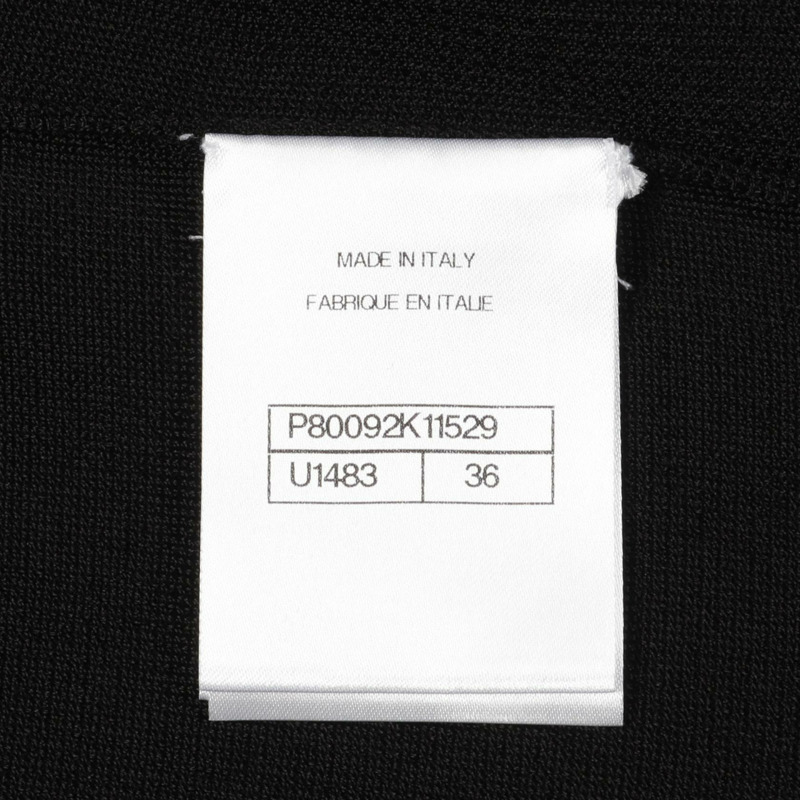 MADE IN ITALY
FABRIQUE EN ITALIE
P80092K11529
U1483 36